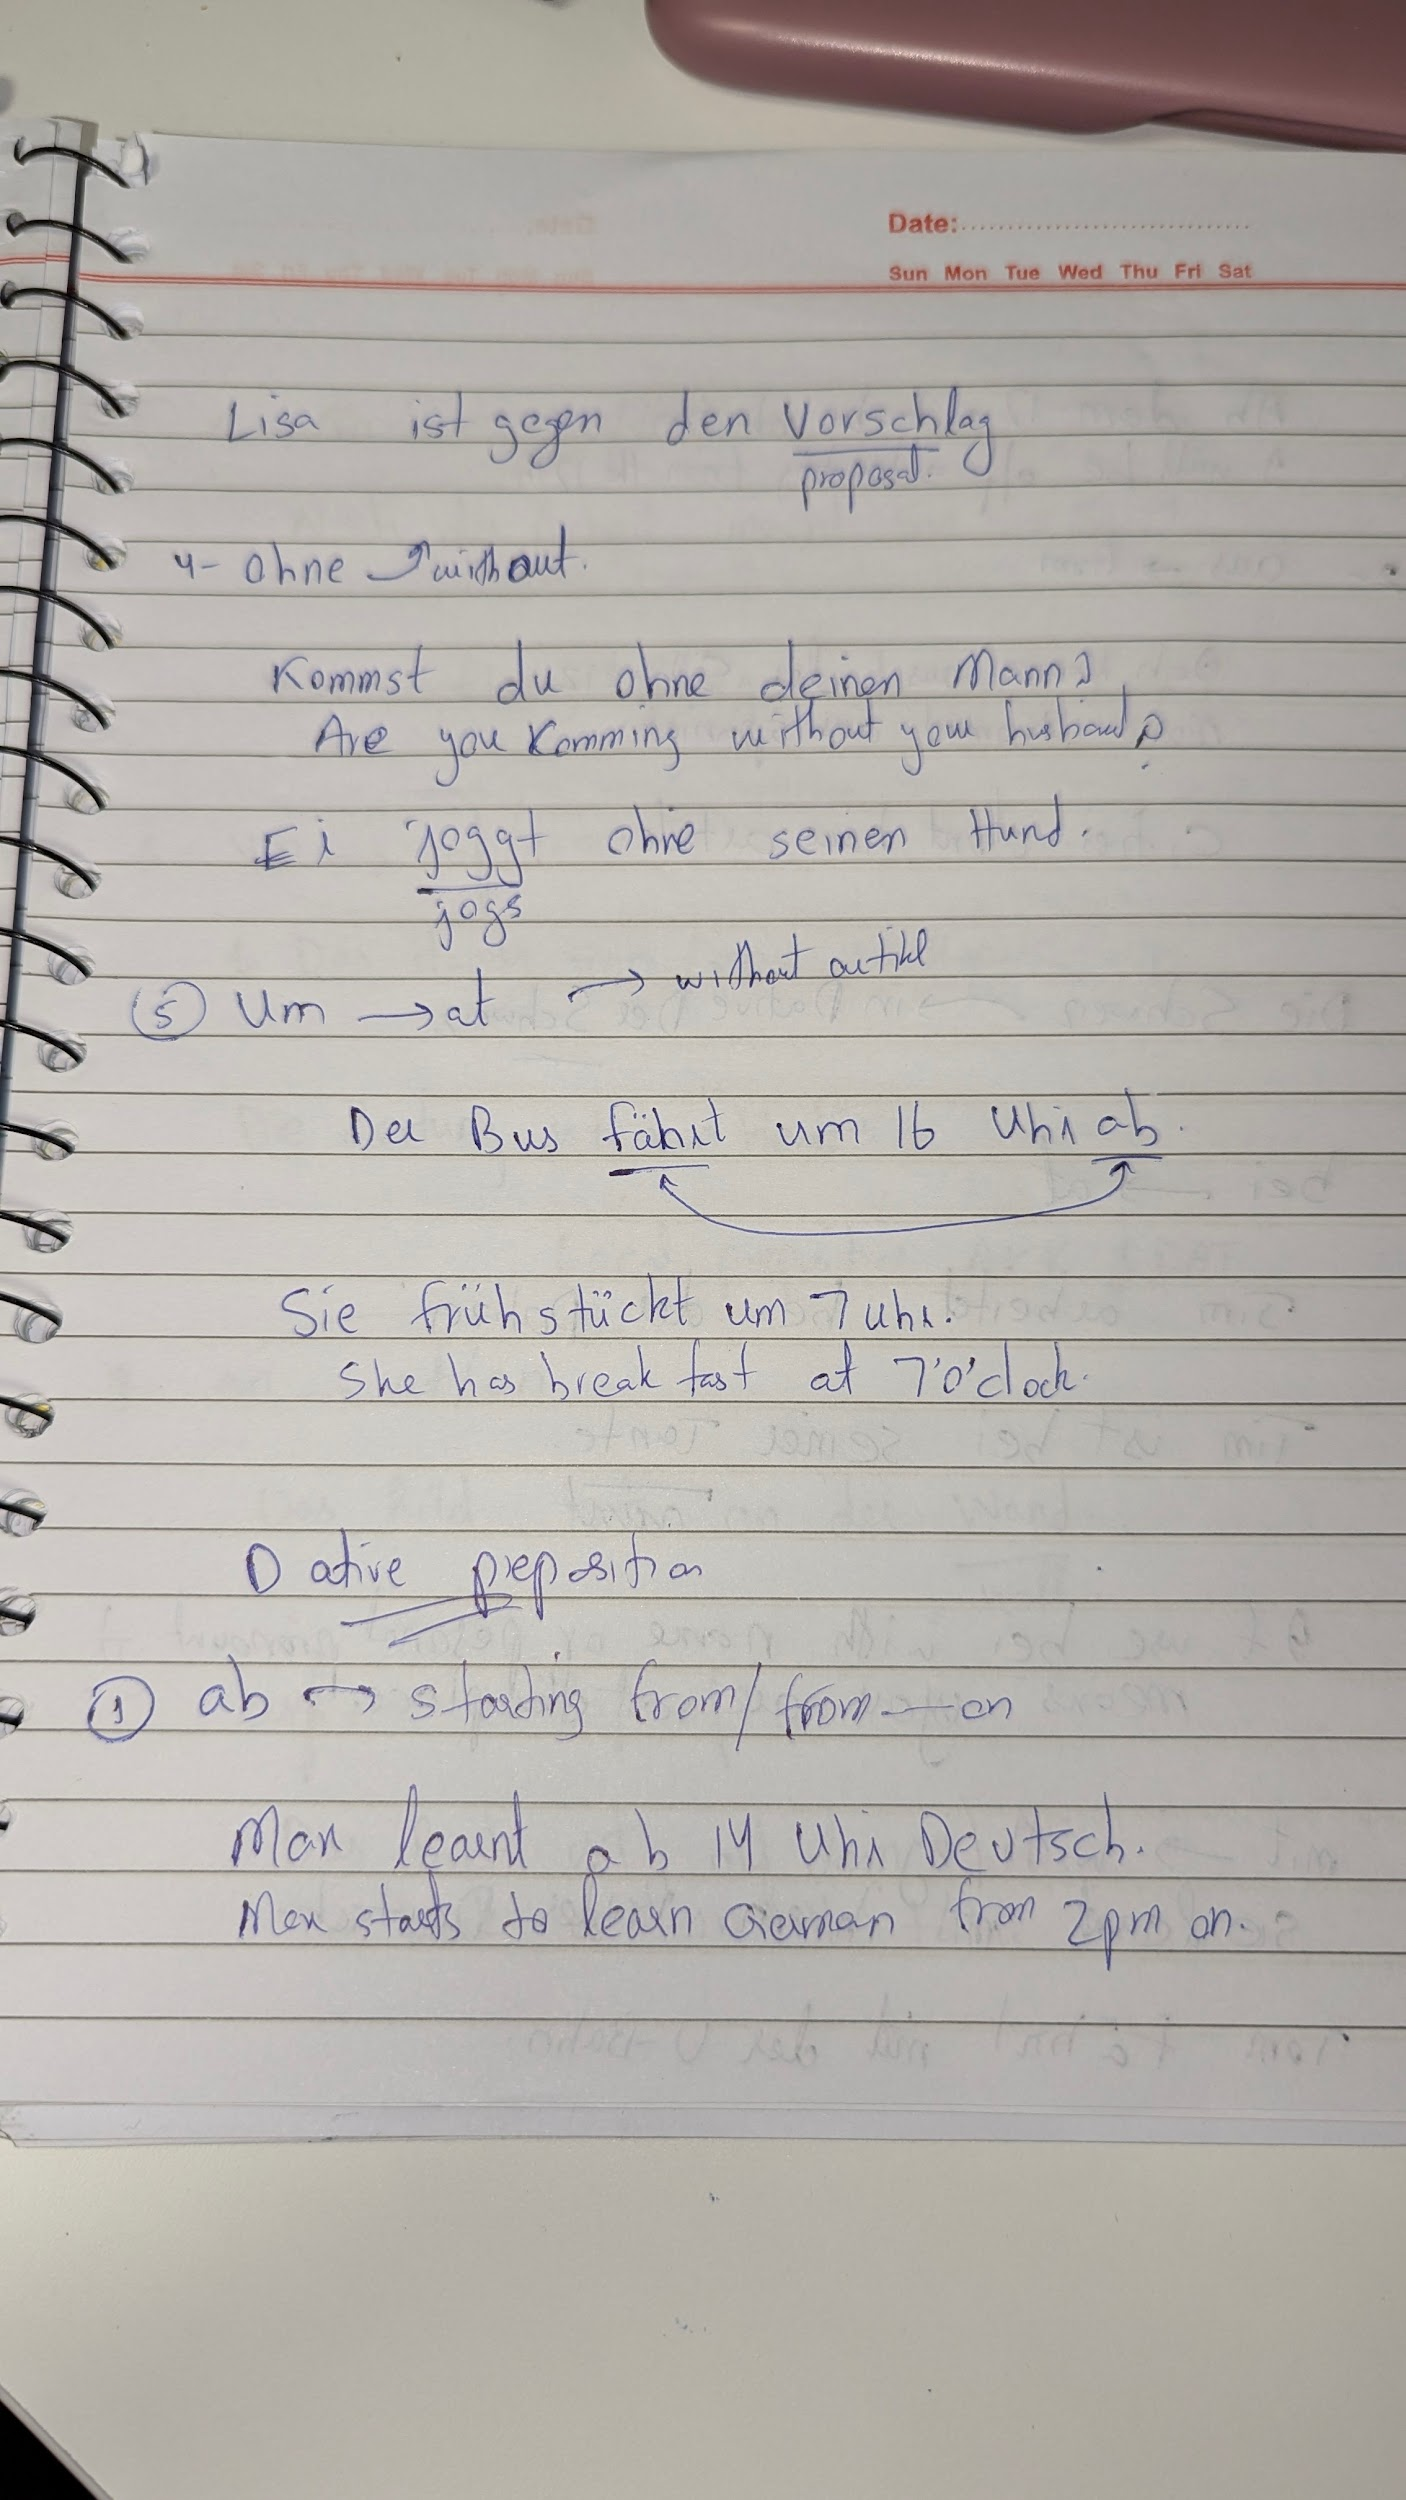 Date:
Sun Mon Tue Wed Thu Fri Sat
Lisa ist gegen den Vorschlag
proposal.
4- ohne → without.
Kommst du ohne deinen Mann?
Are you Komming without your husband?
Er joggt ohne seinen Hund.
jogs
→ without artikl
5 Um → at
Der Bus fährt um 16 Uhr ab.
Sie frühstückt um 7 uhr.
She has breakfast at 7'o'clock.
Dative preposition
1 ab → starting from/from — on
Max lernt ab 14 Uhr Deutsch.
Max starts to learn German from 2pm on.